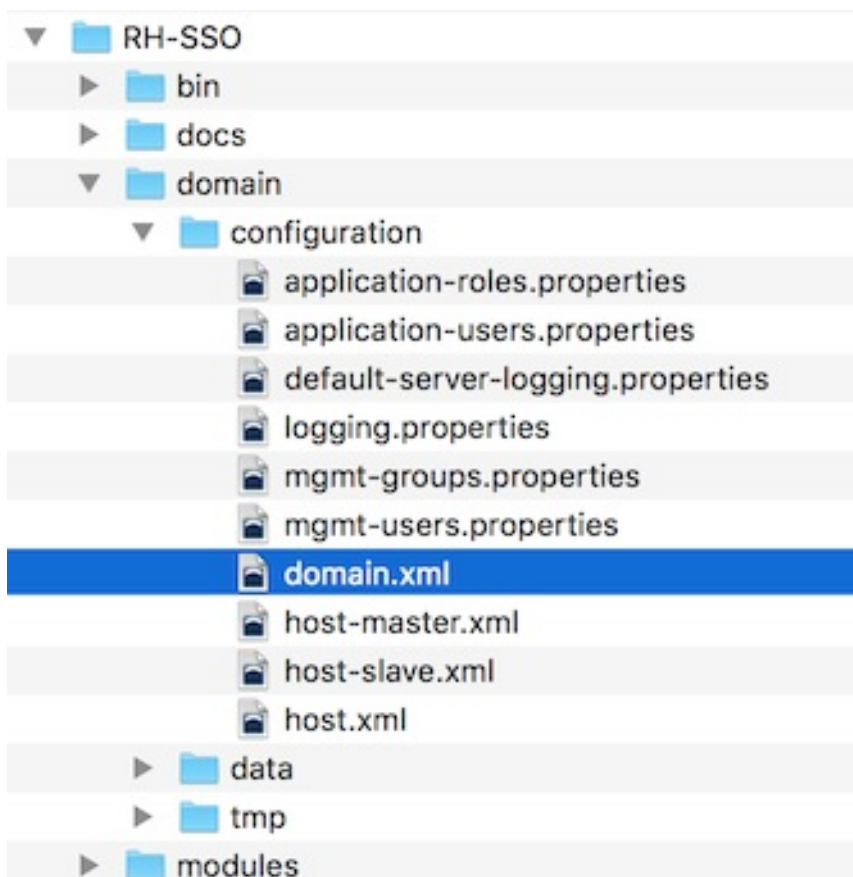 RH-SSO
bin
docs
domain
configuration
application-roles.properties
application-users.properties
default-server-logging.properties
logging.properties
mgmt-groups.properties
mgmt-users.properties
domain.xml
host-master.xml
host-slave.xml
host.xml
data
tmp
modules